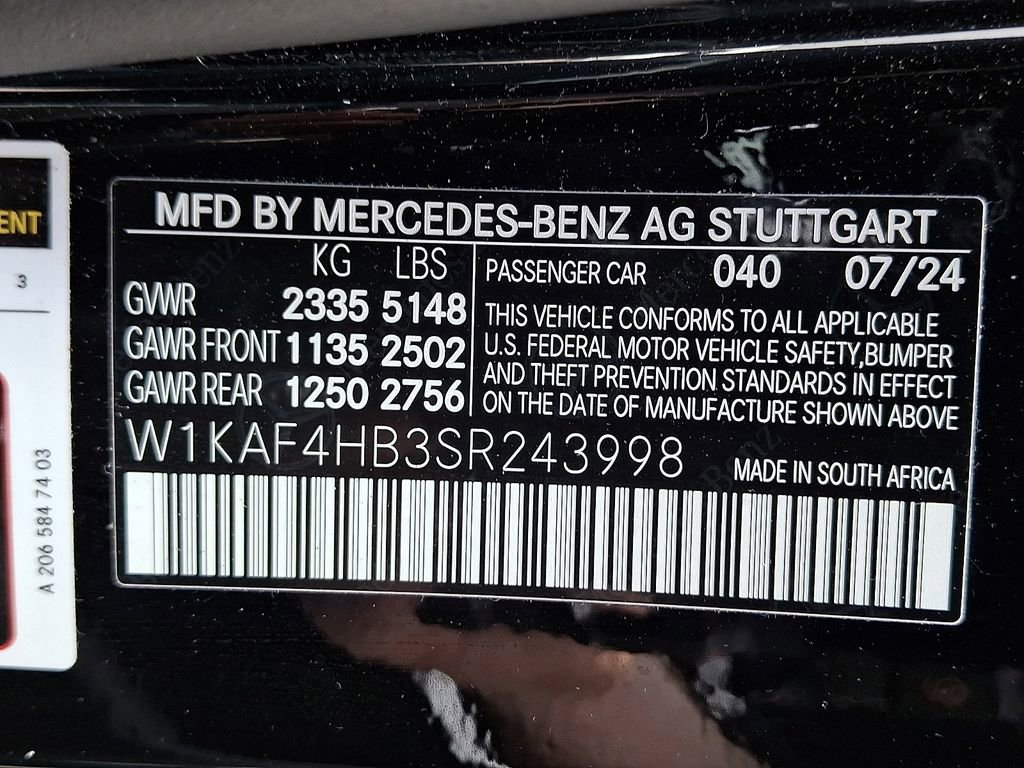 MFD BY MERCEDES-BENZ AG STUTTGART
KG LBS
GVWR 2335 5148
GAWR FRONT 1135 2502
GAWR REAR 1250 2756
PASSENGER CAR 040 07/24
THIS VEHICLE CONFORMS TO ALL APPLICABLE
U.S. FEDERAL MOTOR VEHICLE SAFETY,BUMPER
AND THEFT PREVENTION STANDARDS IN EFFECT
ON THE DATE OF MANUFACTURE SHOWN ABOVE
W1KAF4HB3SR243998
MADE IN SOUTH AFRICA
ENT
3
A 206 584 74 03